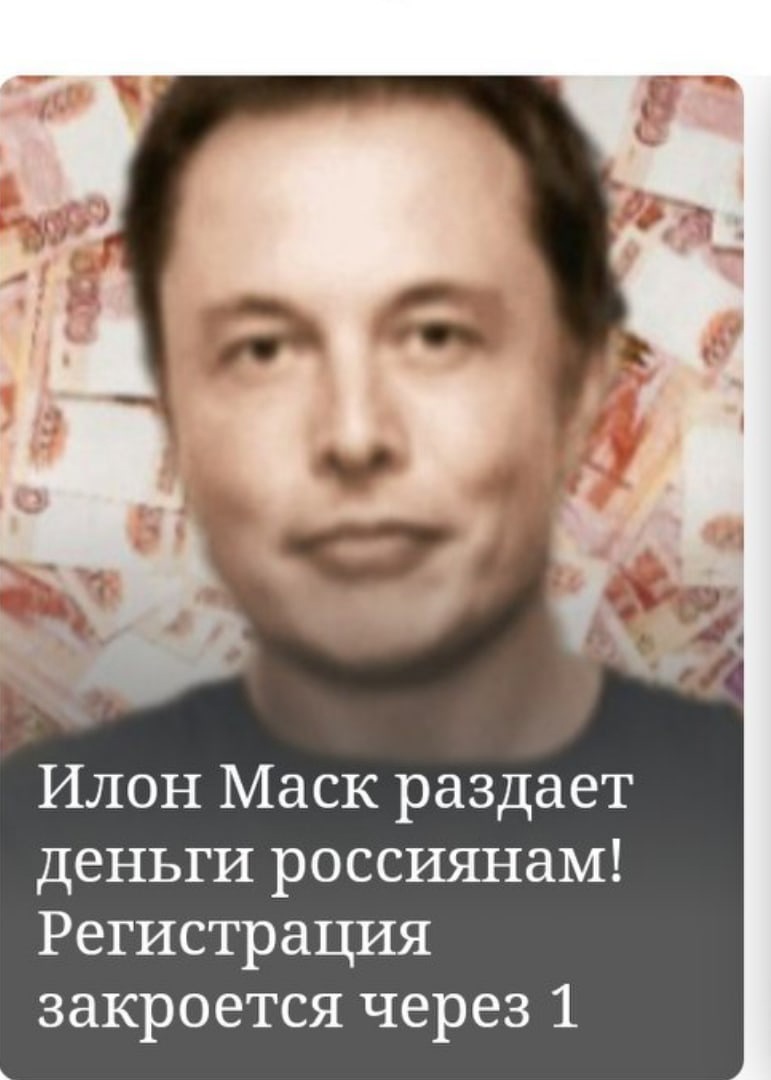 Илон Маск раздает
деньги россиянам!
Регистрация
закроется через 1